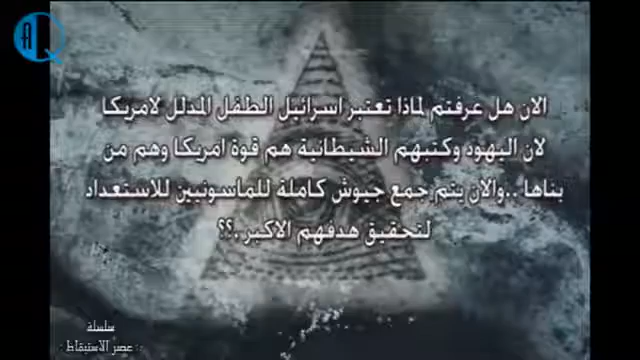 AQ
الان هل عرفتم لماذا تعتبر اسرائيل الطفل المدلل لامريكا
لان اليهود وكتبهم الشيطانية هم قوة امريكا وهم من
بناها ..والان يتم جمع جيوش كاملة للماسونيين للاستعداد
لتحقيق هدفهم الاكبر .؟؟
سلسلة
عصر الاستيقاظ